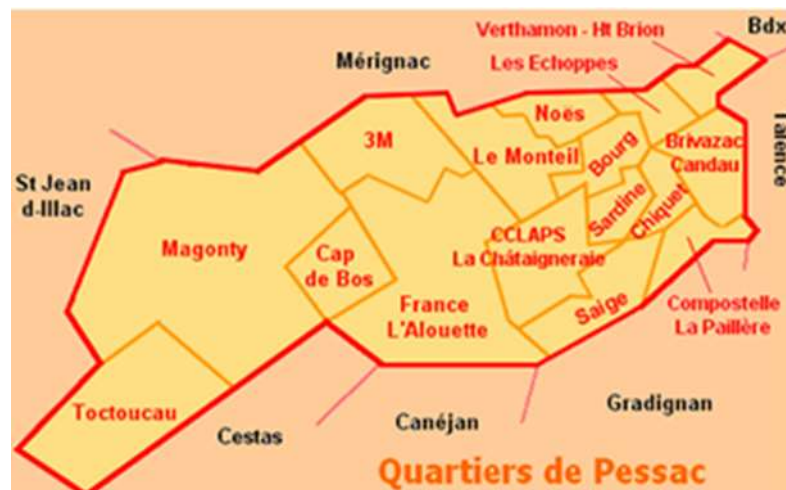 Bdx
Verthamon - Ht Brion
Les Echoppes
Mérignac
Talence
Noës
3M
Brivazac
Candau
Le Monteil
Bourg
St Jean
d-Illac
Sardine
Chiquet
Magonty
CCLAPS
La Châtaigneraie
Cap
de Bos
France
L'Alouette
Saige
Compostelle
La Paillère
Toctoucau
Gradignan
Canéjan
Cestas
Quartiers de Pessac